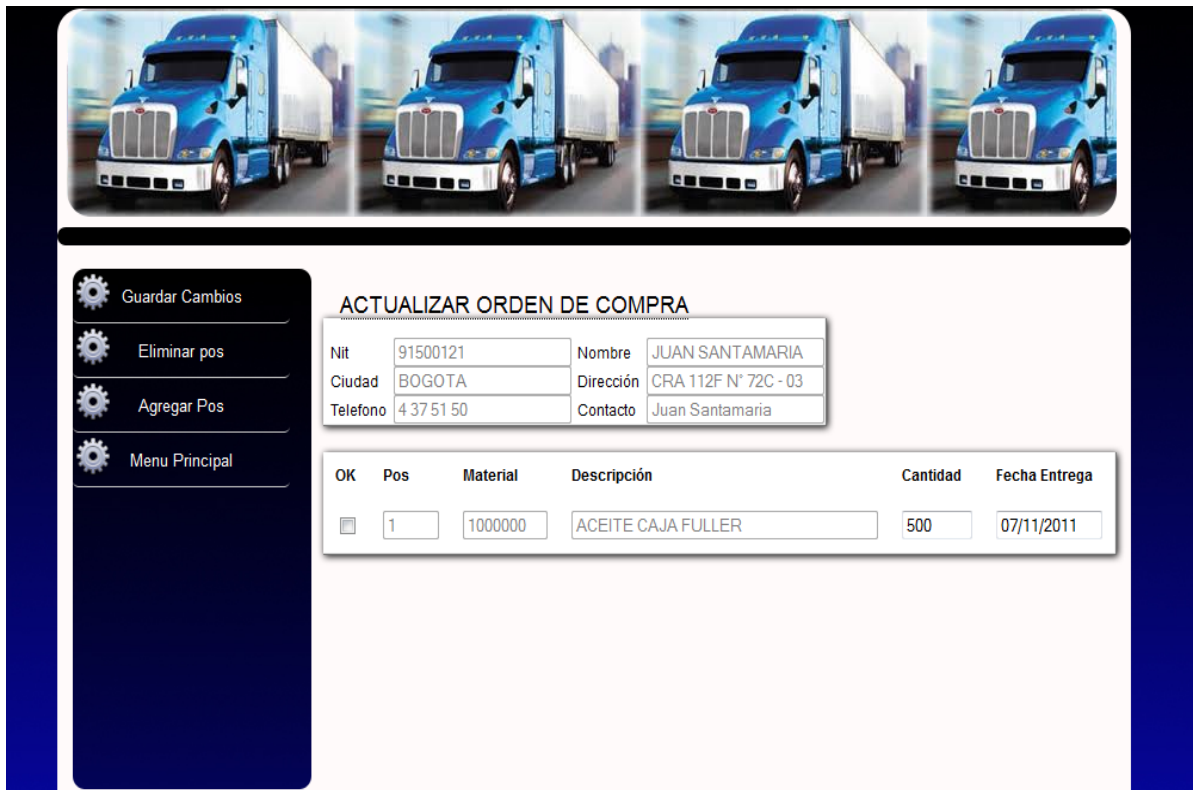 Guardar Cambios
Eliminar pos
Agregar Pos
Menu Principal
ACTUALIZAR ORDEN DE COMPRA
Nit 91500121 Nombre JUAN SANTAMARIA
Ciudad BOGOTA Dirección CRA 112F N° 72C - 03
Telefono 4 37 51 50 Contacto Juan Santamaria
OK Pos Material Descripción Cantidad Fecha Entrega
1 1000000 ACEITE CAJA FULLER 500 07/11/2011